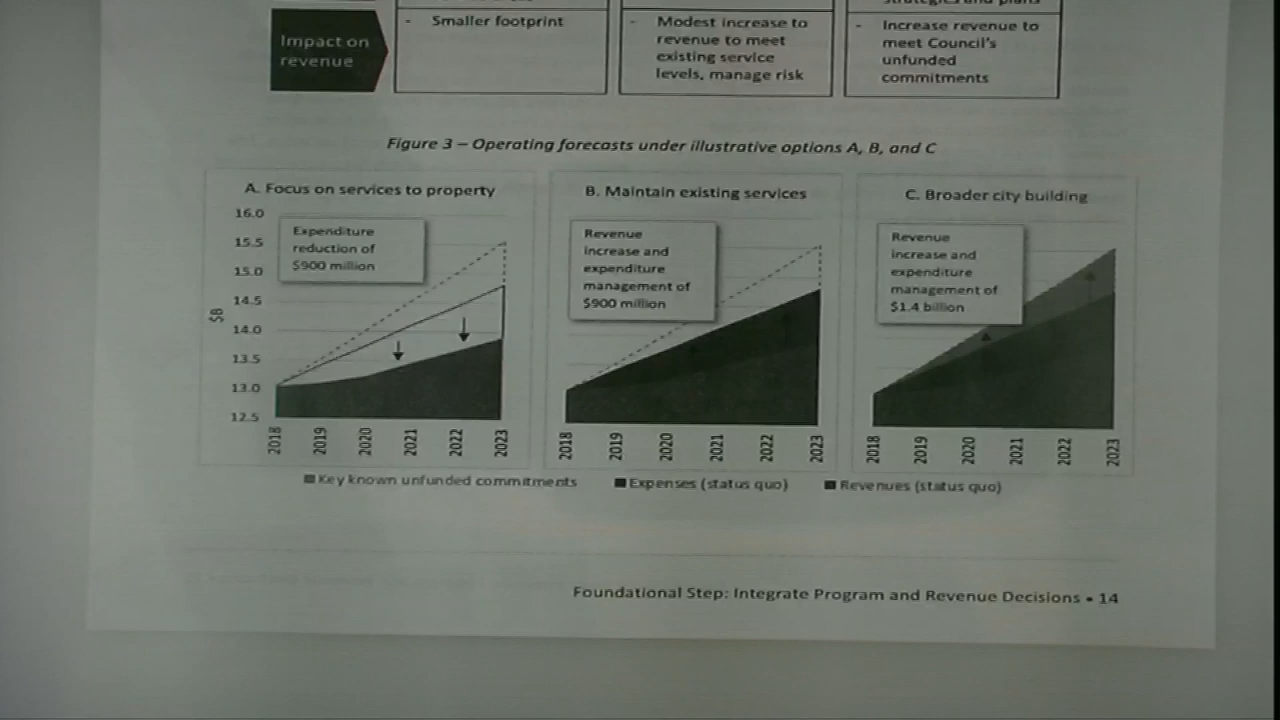 Impact on
revenue
- Smaller footprint
- Modest increase to
revenue to meet
existing service
levels, manage risk
- Increase revenue to
meet Council's
unfunded
commitments
Figure 3 – Operating forecasts under illustrative options A, B, and C
A. Focus on services to property
B. Maintain existing services
C. Broader city building
$B
16.0
15.5
15.0
14.5
14.0
13.5
13.0
12.5
Expenditure
reduction of
$900 million
Revenue
increase and
expenditure
management of
$900 million
Revenue
increase and
expenditure
management of
$1.4 billion
2018 2019 2020 2021 2022 2023
2018 2019 2020 2021 2022 2023
2018 2019 2020 2021 2022 2023
Key known unfunded commitments
Expenses (status quo)
Revenues (status quo)
Foundational Step: Integrate Program and Revenue Decisions • 14